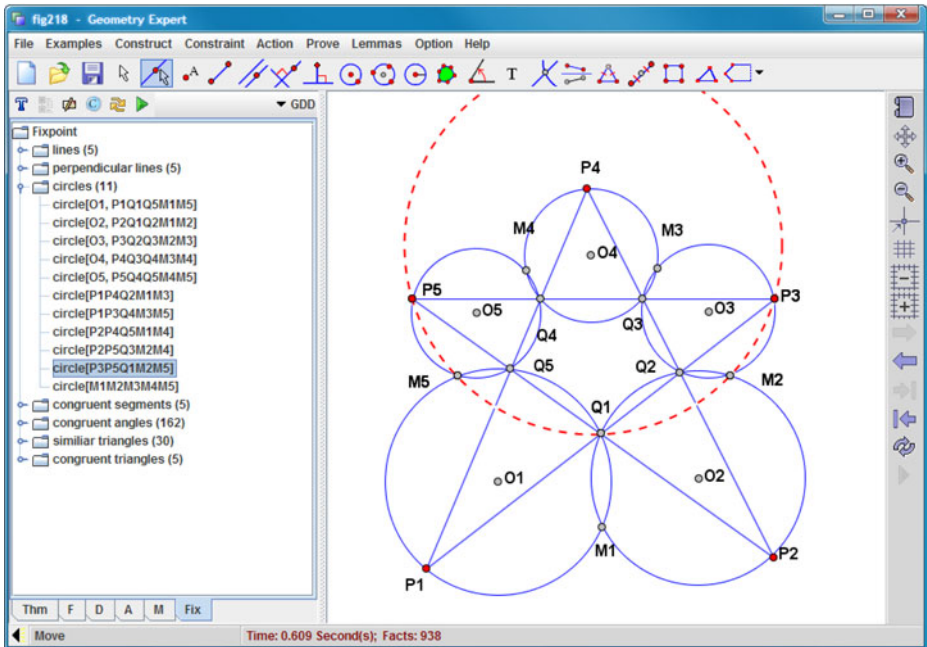 fig218 - Geometry Expert
File Examples Construct Constraint Action Prove Lemmas Option Help
A
T
T
C
GDD
Fixpoint
lines (5)
perpendicular lines (5)
circles (11)
circle[O1, P1Q1Q5M1M5]
circle[O2, P2Q1Q2M1M2]
circle[O3, P3Q2Q3M2M3]
circle[O4, P4Q3Q4M3M4]
circle[O5, P5Q4Q5M4M5]
circle[P1P4Q2M1M3]
circle[P1P3Q4M3M5]
circle[P2P4Q5M1M4]
circle[P2P5Q3M2M4]
circle[P3P5Q1M2M5]
circle[M1M2M3M4M5]
congruent segments (5)
congruent angles (162)
similiar triangles (30)
congruent triangles (5)
P4
M4
M3
O4
P5
P3
O5
O3
Q4
Q3
Q5
Q2
M5
M2
Q1
O1
O2
M1
P2
P1
Thm F D A M Fix
Move
Time: 0.609 Second(s); Facts: 938